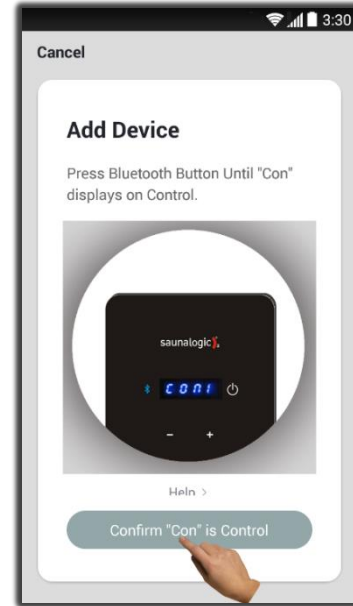 3:30
Cancel
Add Device
Press Bluetooth Button Until "Con"
displays on Control.
saunalogic
CON1
- +
Help >
Confirm "Con" is Control